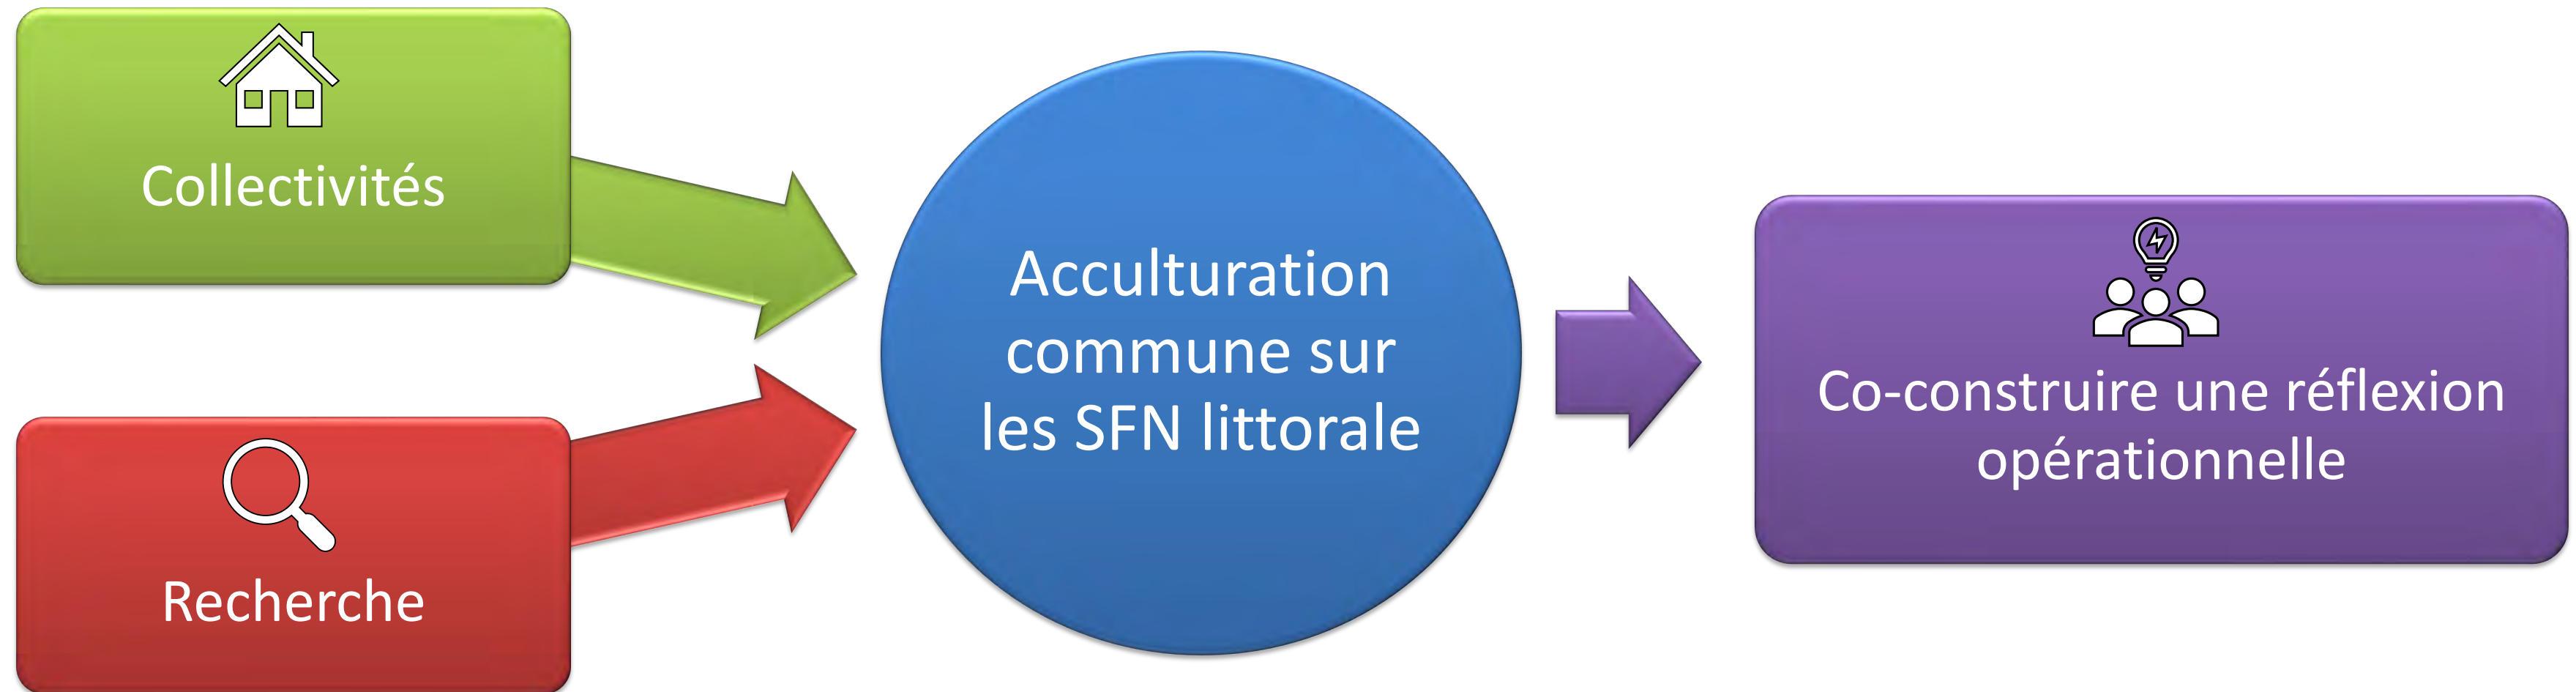 Collectivités
Recherche
Acculturation
commune sur
les SFN littorale
Co-construire une réflexion
opérationnelle